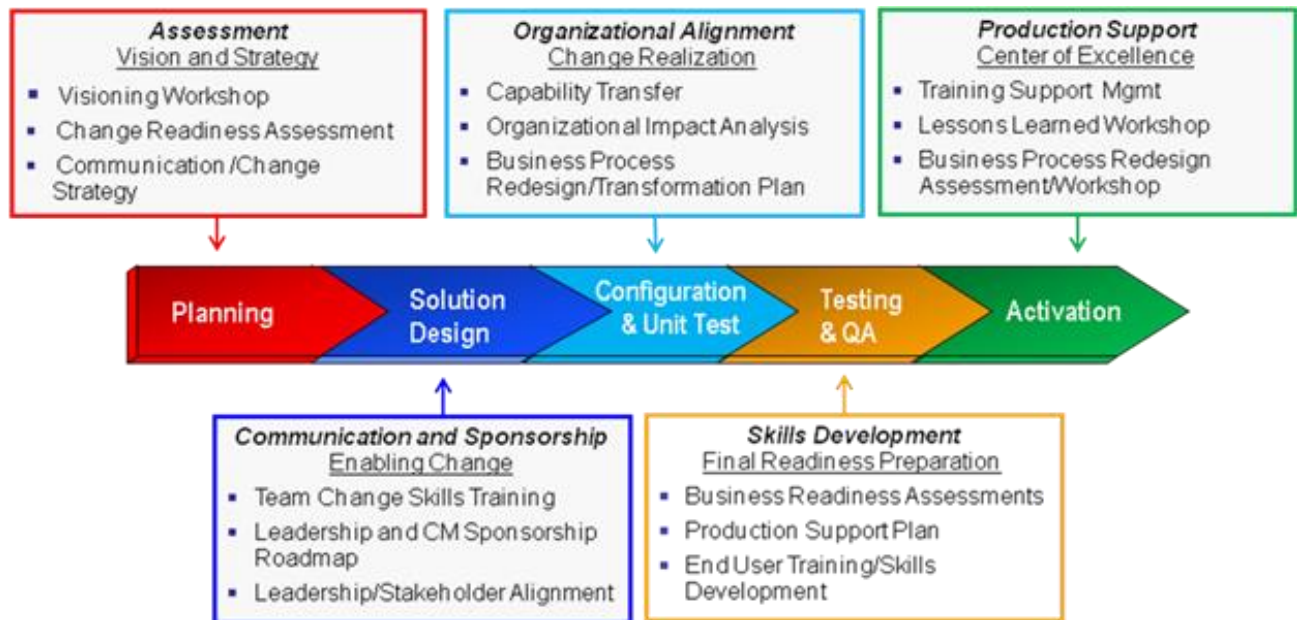 Assessment
Vision and Strategy
▪ Visioning Workshop
▪ Change Readiness Assessment
▪ Communication /Change
Strategy
Organizational Alignment
Change Realization
▪ Capability Transfer
▪ Organizational Impact Analysis
▪ Business Process
Redesign/Transformation Plan
Production Support
Center of Excellence
▪ Training Support Mgmt
▪ Lessons Learned Workshop
▪ Business Process Redesign
Assessment/Workshop
Planning
Solution
Design
Configuration
& Unit Test
Testing
& QA
Activation
Communication and Sponsorship
Enabling Change
▪ Team Change Skills Training
▪ Leadership and CM Sponsorship
Roadmap
▪ Leadership/Stakeholder Alignment
Skills Development
Final Readiness Preparation
▪ Business Readiness Assessments
▪ Production Support Plan
▪ End User Training/Skills
Development